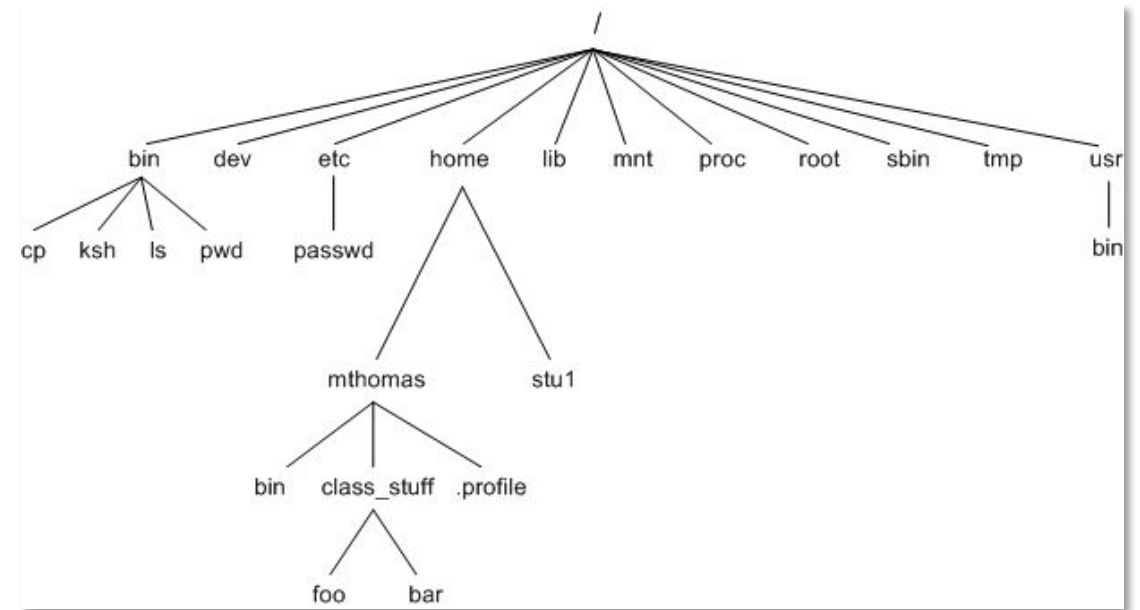 /
bin dev etc home lib mnt proc root sbin tmp usr
cp ksh ls pwd passwd bin
mthomas stu1
bin class_stuff .profile
foo bar